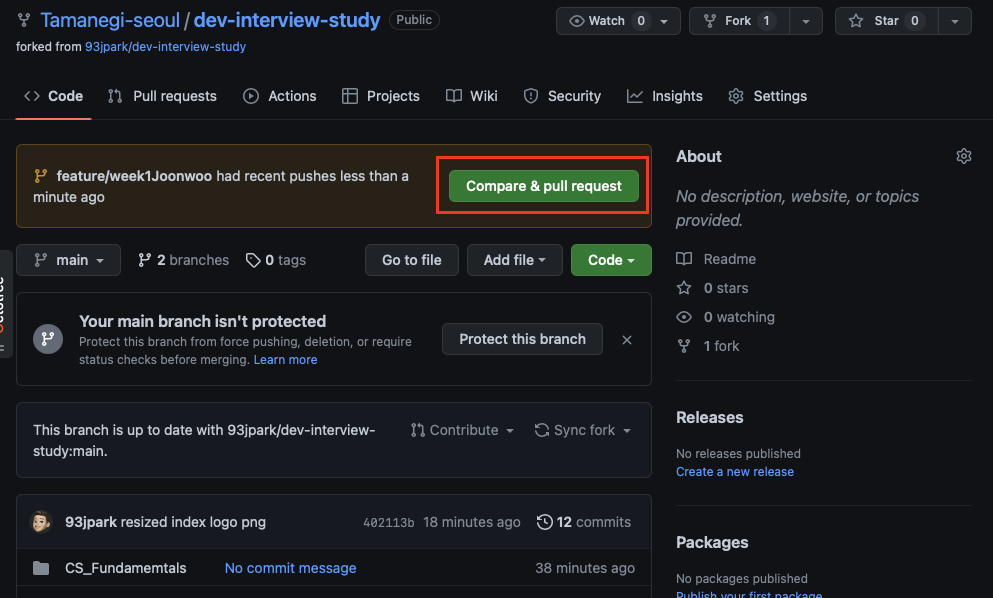 Tamanegi-seoul / dev-interview-study Public
Watch 0
Fork 1
Star 0
forked from 93jpark/dev-interview-study
Code
Pull requests
Actions
Projects
Wiki
Security
Insights
Settings
feature/week1Joonwoo had recent pushes less than a
minute ago
Compare & pull request
main
2 branches
0 tags
Go to file
Add file
Code
Your main branch isn't protected
Protect this branch from force pushing, deletion, or require
status checks before merging. Learn more
Protect this branch
This branch is up to date with 93jpark/dev-interview-
study:main.
Contribute
Sync fork
93jpark resized index logo png
402113b 18 minutes ago
12 commits
CS_Fundamemtals
No commit message
38 minutes ago
About
No description, website, or topics
provided.
Readme
0 stars
0 watching
1 fork
Releases
No releases published
Create a new release
Packages
No packages published
Publish your first package